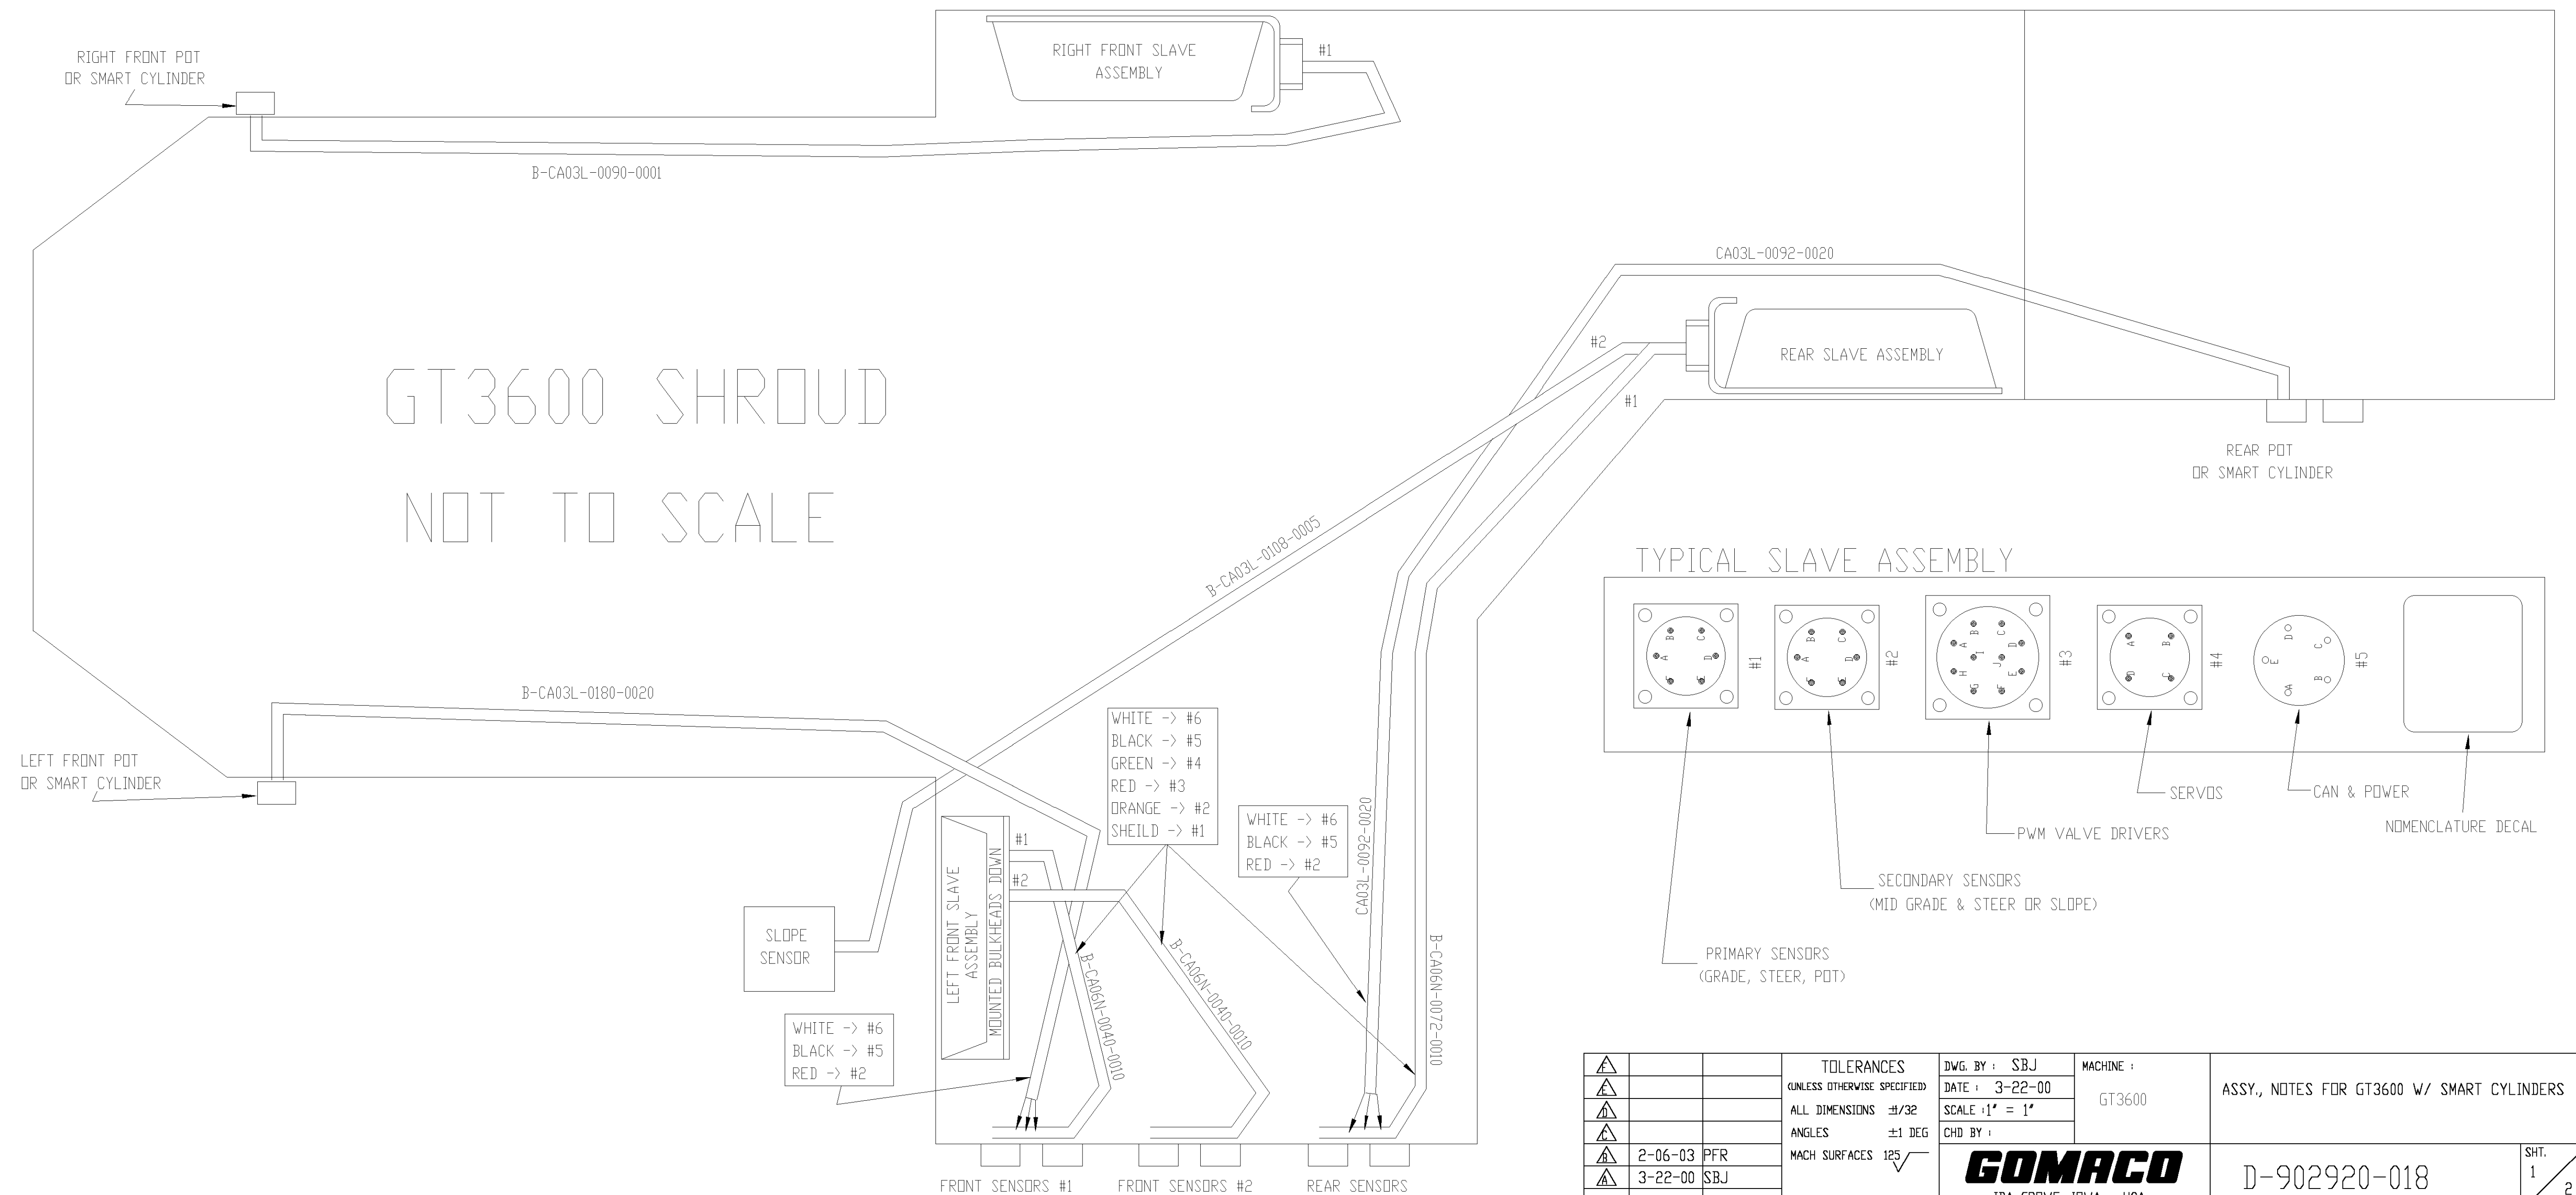 RIGHT FRONT POT
OR SMART CYLINDER
RIGHT FRONT SLAVE
ASSEMBLY
#1
B-CA03L-0090-0001
CA03L-0092-0020
#2
REAR SLAVE ASSEMBLY
#1
REAR POT
OR SMART CYLINDER
GT3600 SHROUD
NOT TO SCALE
B-CA03L-0108-0005
B-CA03L-0180-0020
LEFT FRONT POT
OR SMART CYLINDER
WHITE -> #6
BLACK -> #5
GREEN -> #4
RED -> #3
ORANGE -> #2
SHEILD -> #1
WHITE -> #6
BLACK -> #5
RED -> #2
CA03L-0092-0020
#1
#2
LEFT FRONT SLAVE
ASSEMBLY
MOUNTED BULKHEADS DOWN
SLOPE
SENSOR
B-CA06N-0040-0010
B-CA06N-0040-0010
B-CA06N-0072-0010
WHITE -> #6
BLACK -> #5
RED -> #2
FRONT SENSORS #1
FRONT SENSORS #2
REAR SENSORS
TYPICAL SLAVE ASSEMBLY
A B C D E F
#1
A B C D E F
#2
A B C D E F G H I J
#3
A B C D
#4
A B C D E
#5
SERVOS
CAN & POWER
NOMENCLATURE DECAL
PWM VALVE DRIVERS
SECONDARY SENSORS
(MID GRADE & STEER OR SLOPE)
PRIMARY SENSORS
(GRADE, STEER, POT)
F
E
D
C
B 2-06-03 PFR
A 3-22-00 SBJ
TOLERANCES
(UNLESS OTHERWISE SPECIFIED)
ALL DIMENSIONS ±1/32
ANGLES ±1 DEG
MACH SURFACES 125
DWG. BY : SBJ
DATE : 3-22-00
SCALE :1" = 1"
CHD BY :
MACHINE :
GT3600
ASSY., NOTES FOR GT3600 W/ SMART CYLINDERS
GOMACO
IDA GROVE, IOWA USA
D-902920-018
SHT.
1/2